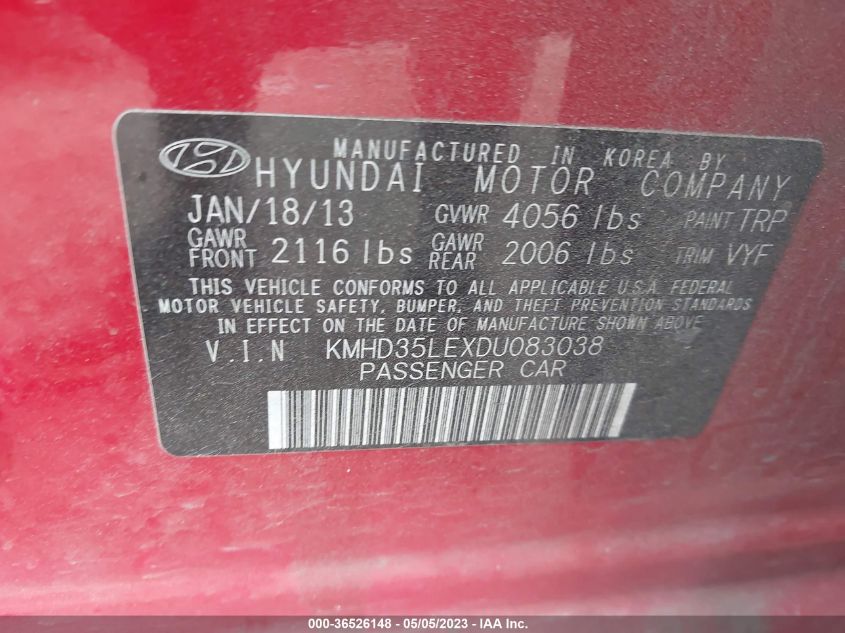 MANUFACTURED IN KOREA BY
HYUNDAI MOTOR COMPANY
JAN/18/13 GVWR 4056 lbs PAINT TRP
GAWR FRONT 2116 lbs GAWR REAR 2006 lbs TRIM VYF
THIS VEHICLE CONFORMS TO ALL APPLICABLE U.S.A. FEDERAL
MOTOR VEHICLE SAFETY, BUMPER, AND THEFT PREVENTION STANDARDS
IN EFFECT ON THE DATE OF MANUFACTURE SHOWN ABOVE
V.I.N KMHD35LEXDU083038
PASSENGER CAR
000-36526148 - 05/05/2023 - IAA Inc.